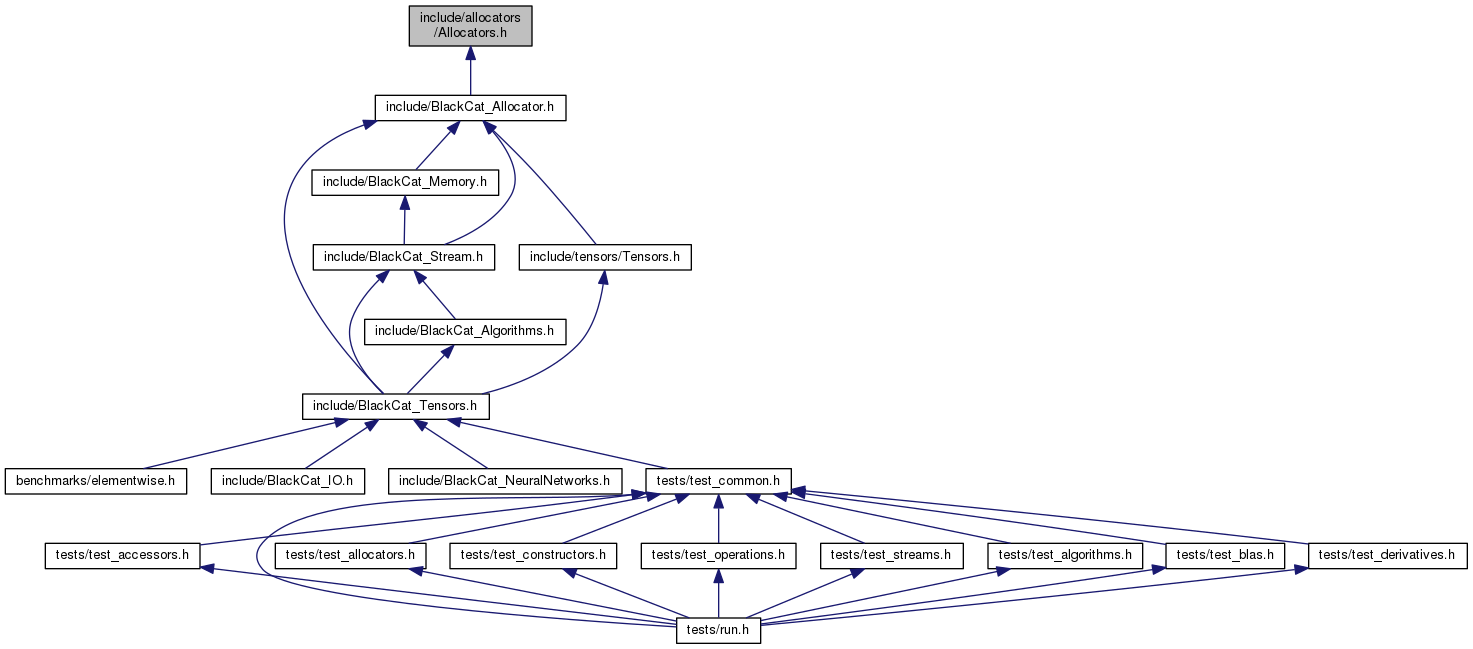 include/allocators
/Allocators.h
include/BlackCat_Allocator.h
include/BlackCat_Memory.h
include/BlackCat_Stream.h
include/tensors/Tensors.h
include/BlackCat_Algorithms.h
include/BlackCat_Tensors.h
benchmarks/elementwise.h
include/BlackCat_IO.h
include/BlackCat_NeuralNetworks.h
tests/test_common.h
tests/test_accessors.h
tests/test_allocators.h
tests/test_constructors.h
tests/test_operations.h
tests/test_streams.h
tests/test_algorithms.h
tests/test_blas.h
tests/test_derivatives.h
tests/run.h